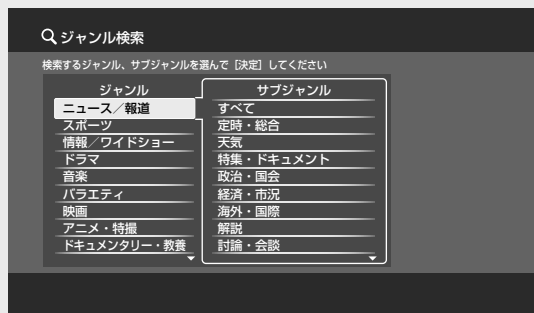 ジャンル検索
検索するジャンル、サブジャンルを選んで［決定］してください
ジャンル
ニュース／報道
スポーツ
情報／ワイドショー
ドラマ
音楽
バラエティ
映画
アニメ・特撮
ドキュメンタリー・教養
サブジャンル
すべて
定時・総合
天気
特集・ドキュメント
政治・国会
経済・市況
海外・国際
解説
討論・会談